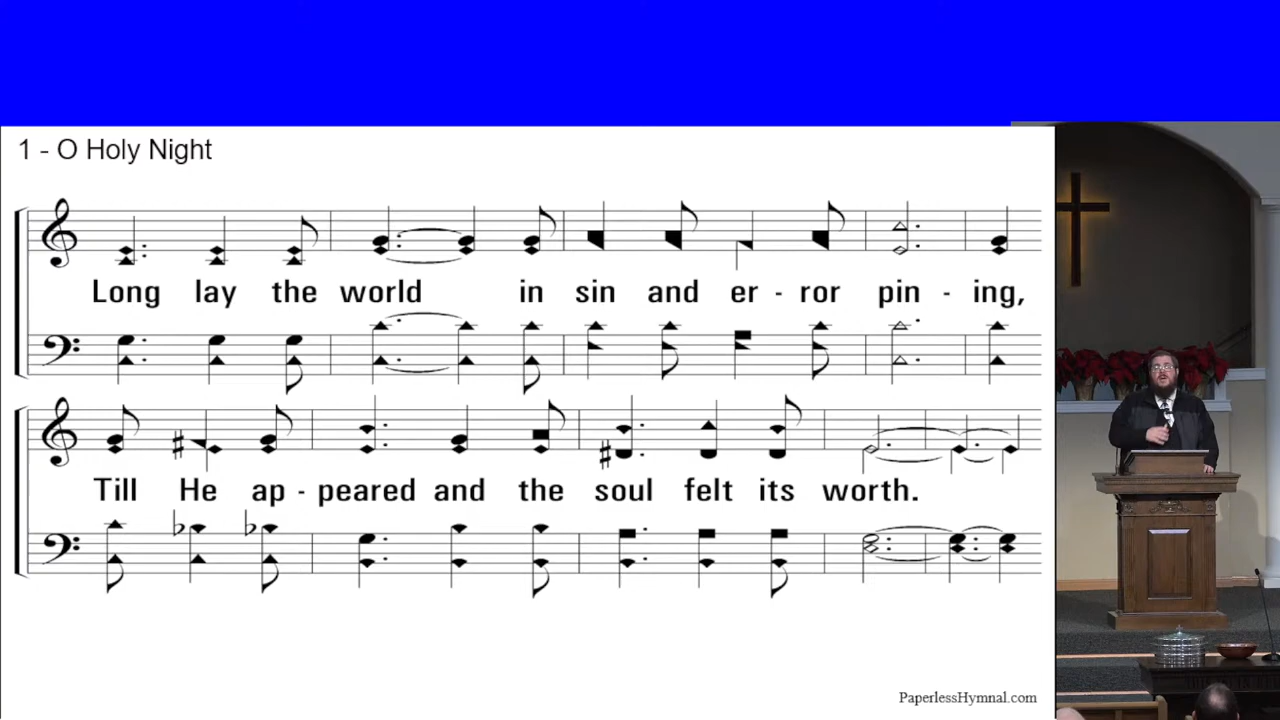 1 - O Holy Night
Long lay the world in sin and er - ror pin - ing,
Till He ap - peared and the soul felt its worth.
PaperlessHymnal.com